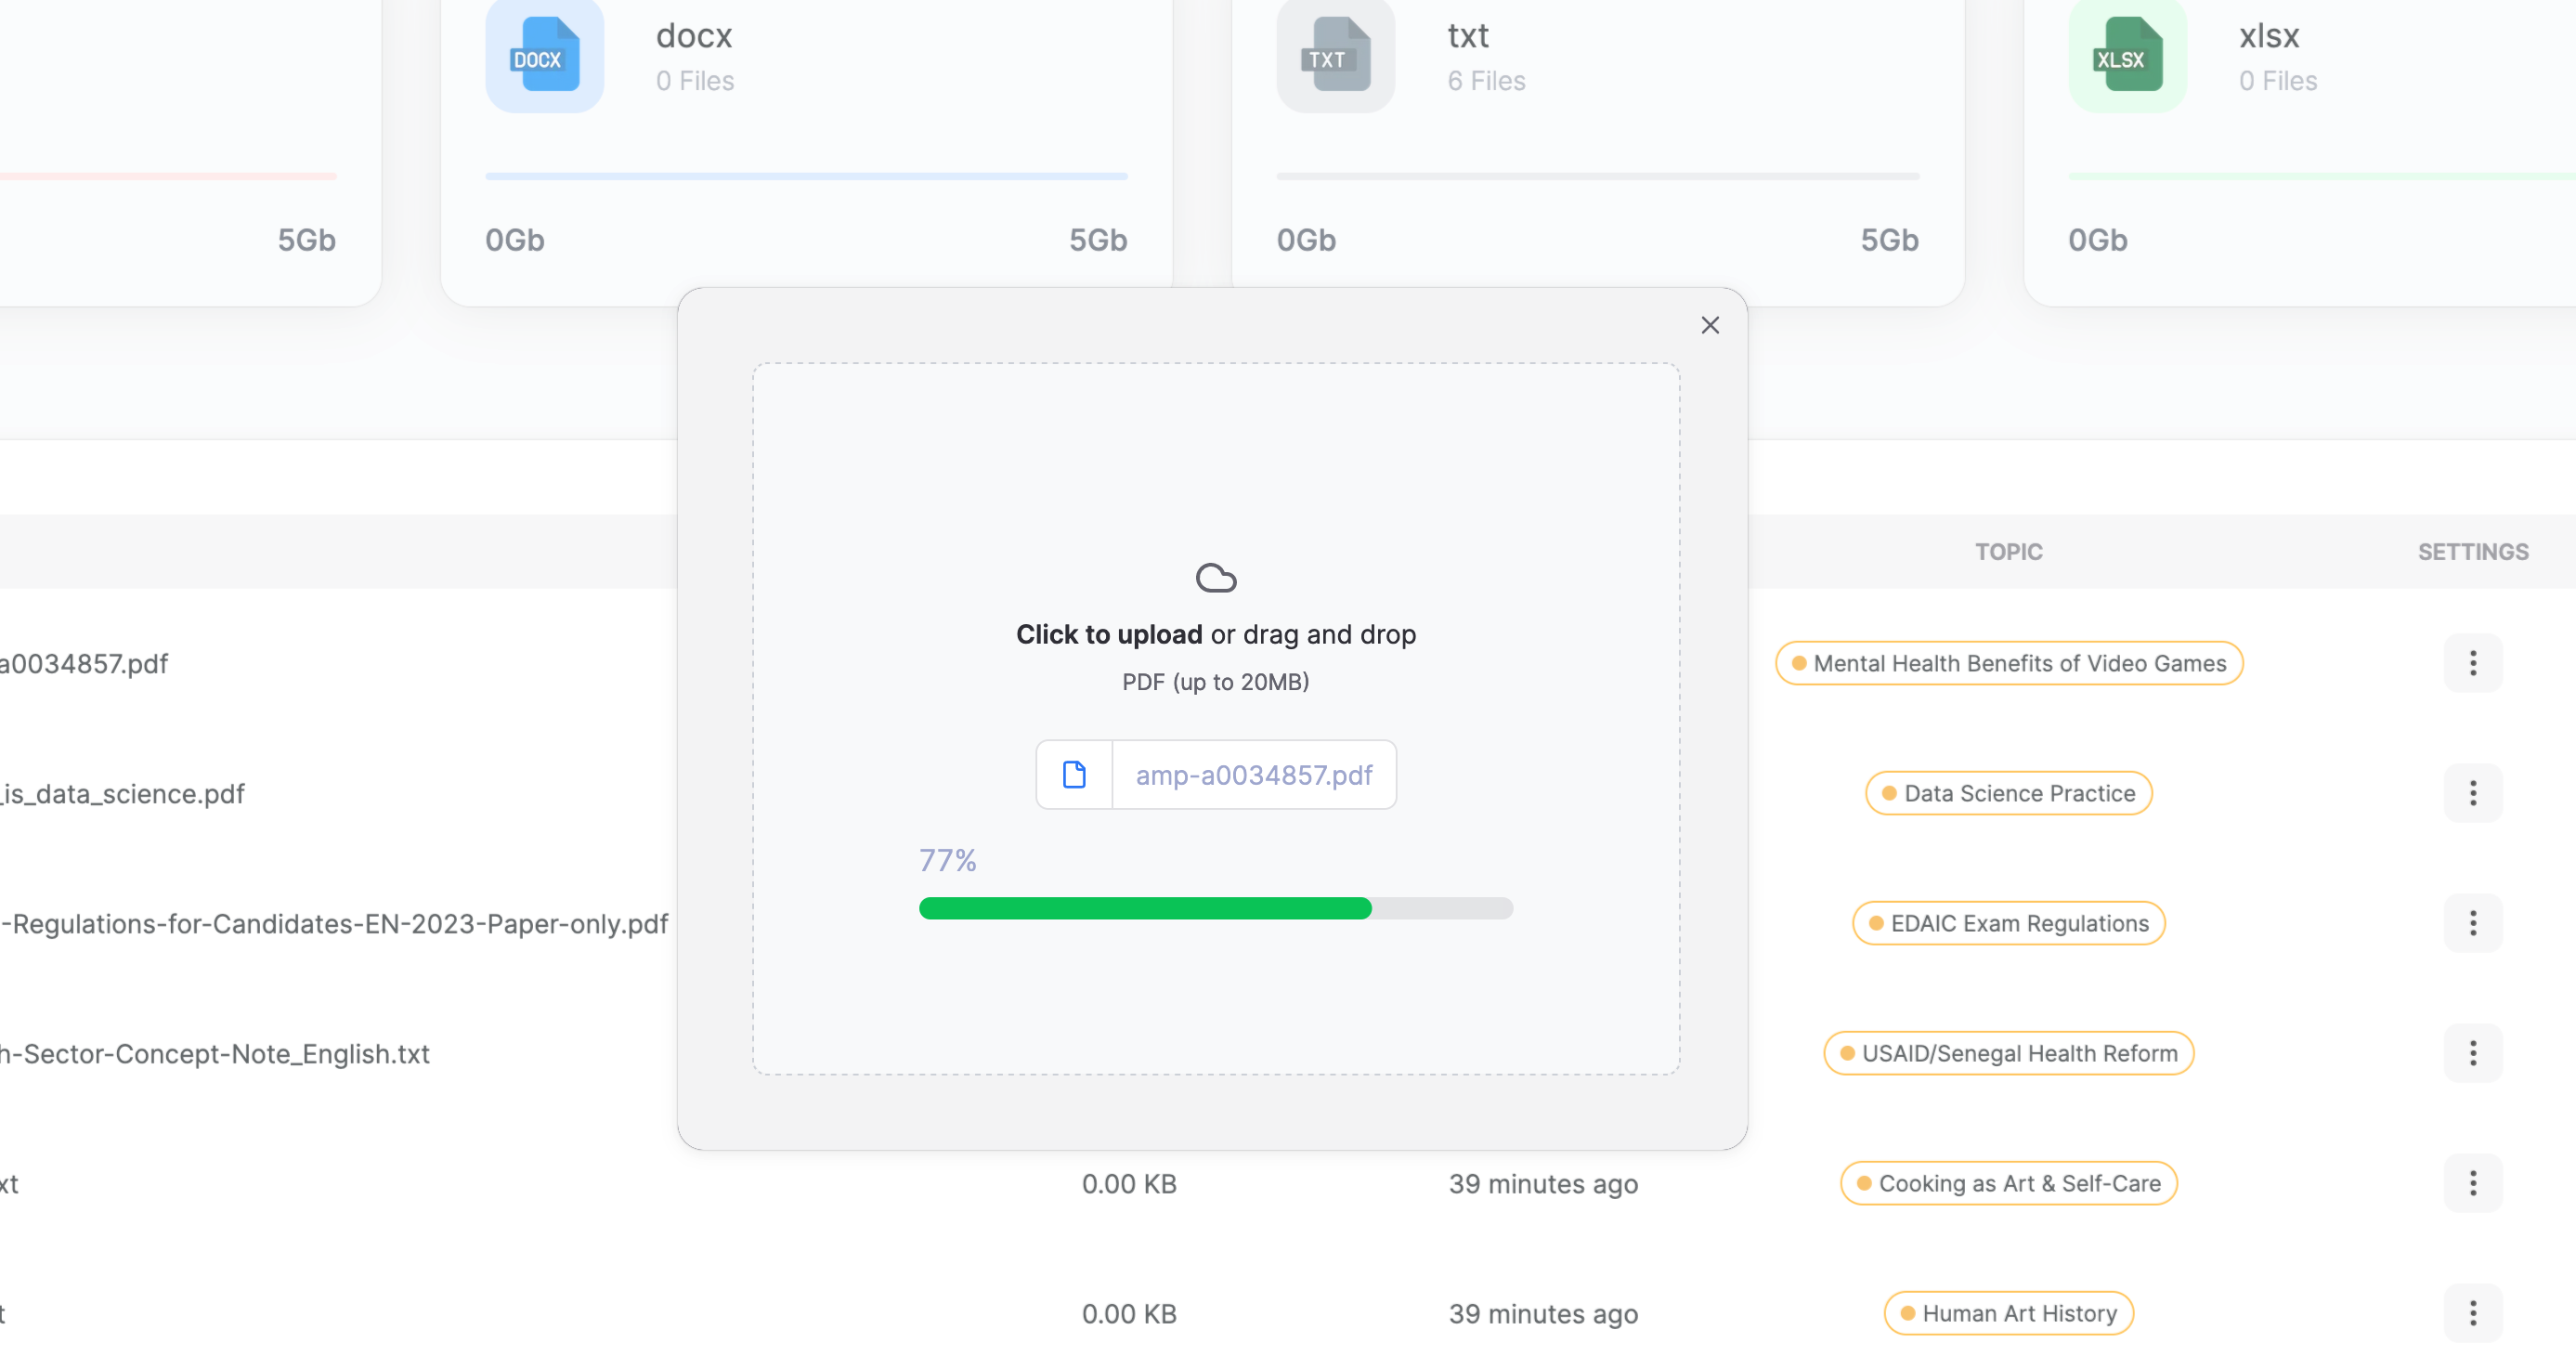 DOCX
docx
0 Files
TXT
txt
6 Files
XLSX
xlsx
0 Files
5Gb
0Gb
5Gb
0Gb
5Gb
0Gb
Click to upload or drag and drop
PDF (up to 20MB)
amp-a0034857.pdf
77%
TOPIC
SETTINGS
a0034857.pdf
Mental Health Benefits of Video Games
_is_data_science.pdf
Data Science Practice
-Regulations-for-Candidates-EN-2023-Paper-only.pdf
EDAIC Exam Regulations
h-Sector-Concept-Note_English.txt
USAID/Senegal Health Reform
xt
0.00 KB
39 minutes ago
Cooking as Art & Self-Care
t
0.00 KB
39 minutes ago
Human Art History